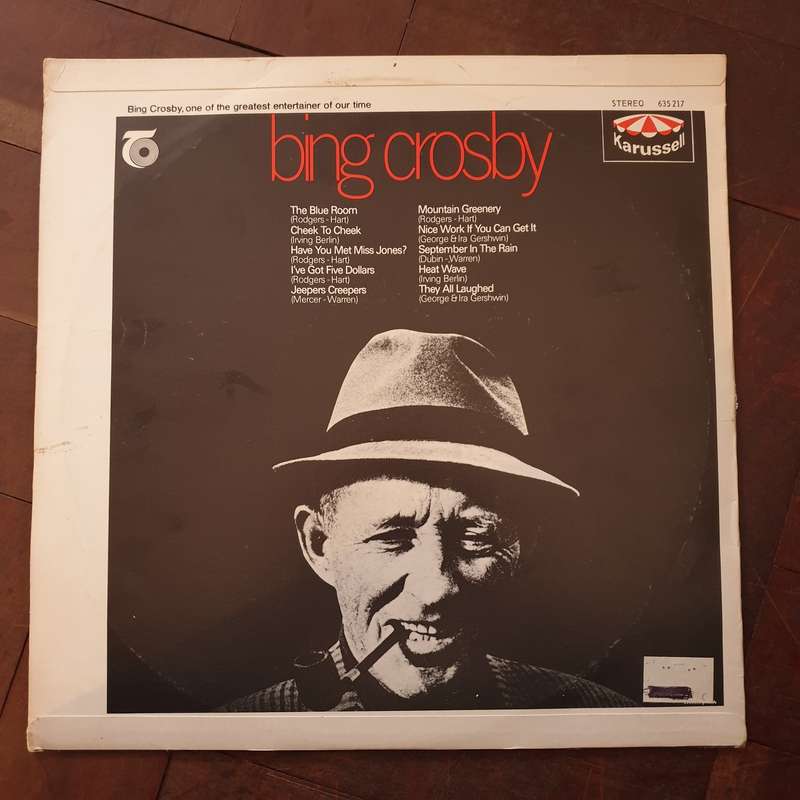 Bing Crosby, one of the greatest entertainer of our time
STEREO 635 217
Karussell
bing crosby
The Blue Room
(Rodgers - Hart)
Cheek To Cheek
(Irving Berlin)
Have You Met Miss Jones?
(Rodgers - Hart)
I've Got Five Dollars
(Rodgers - Hart)
Jeepers Creepers
(Mercer - Warren)
Mountain Greenery
(Rodgers - Hart)
Nice Work If You Can Get It
(George & Ira Gershwin)
September In The Rain
(Dubin - Warren)
Heat Wave
(Irving Berlin)
They All Laughed
(George & Ira Gershwin)